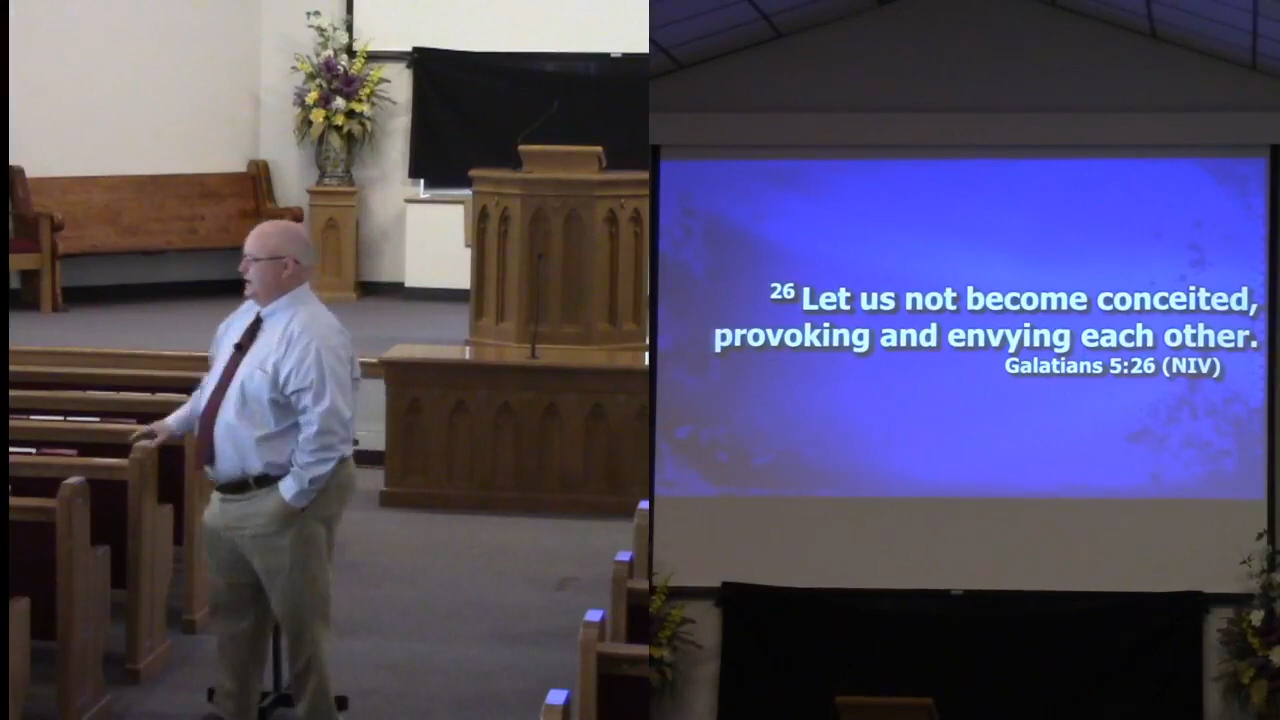 26 Let us not become conceited,
provoking and envying each other.
Galatians 5:26 (NIV)